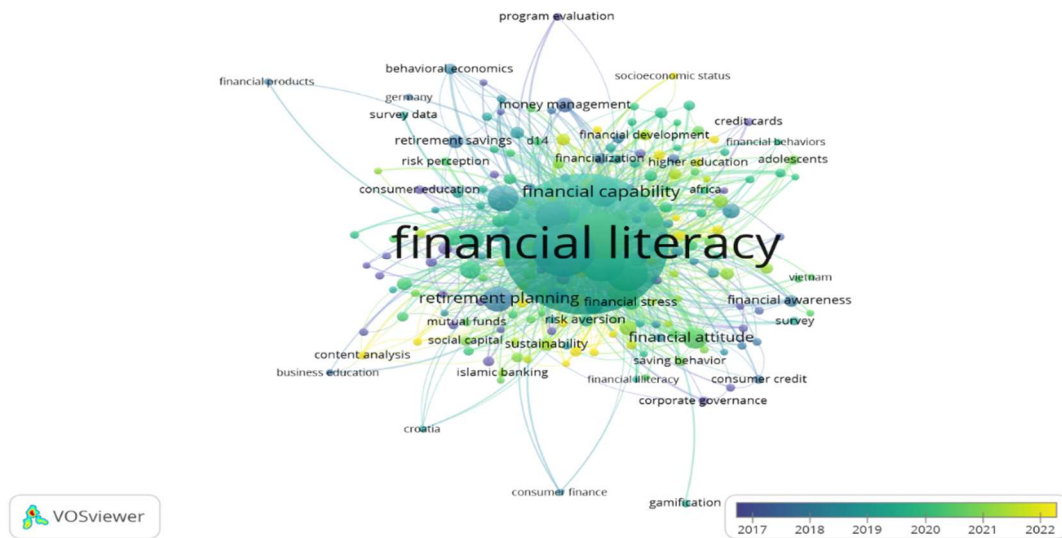 program evaluation
behavioral economics
socioeconomic status
financial products
germany
money management
survey data
credit cards
retirement savings
d14
financial development
financial behaviors
risk perception
financialization
higher education
adolescents
consumer education
financial capability
africa
financial literacy
vietnam
retirement planning
financial stress
financial awareness
mutual funds
risk aversion
survey
social capital
sustainability
financial attitude
content analysis
saving behavior
business education
islamic banking
financial illiteracy
consumer credit
corporate governance
croatia
consumer finance
gamification
VOSviewer
2017 2018 2019 2020 2021 2022